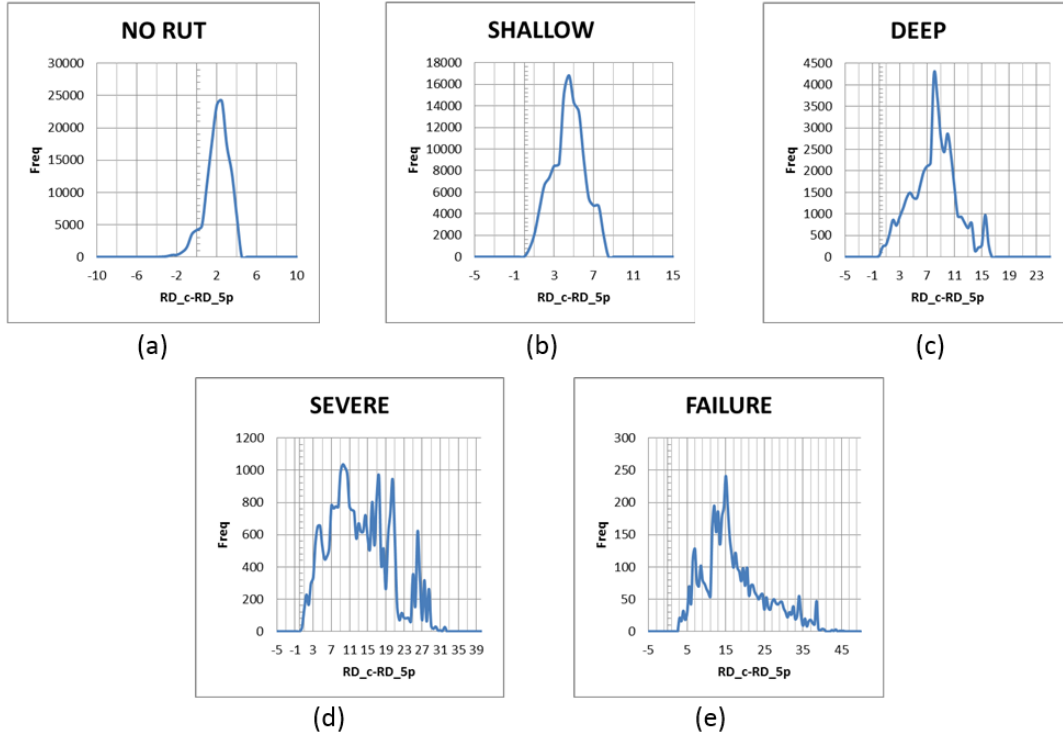 NO RUT
30000
25000
20000
15000
10000
5000
0
Freq
-10 -6 -2 2 6 10
RD_c-RD_5p
(a)
SHALLOW
18000
16000
14000
12000
10000
8000
6000
4000
2000
0
Freq
-5 -1 3 7 11 15
RD_c-RD_5p
(b)
DEEP
4500
4000
3500
3000
2500
2000
1500
1000
500
0
Freq
-5 -1 3 7 11 15 19 23
RD_c-RD_5p
(c)
SEVERE
1200
1000
800
600
400
200
0
Freq
-5 -1 3 7 11 15 19 23 27 31 35 39
RD_c-RD_5p
(d)
FAILURE
300
250
200
150
100
50
0
Freq
-5 5 15 25 35 45
RD_c-RD_5p
(e)